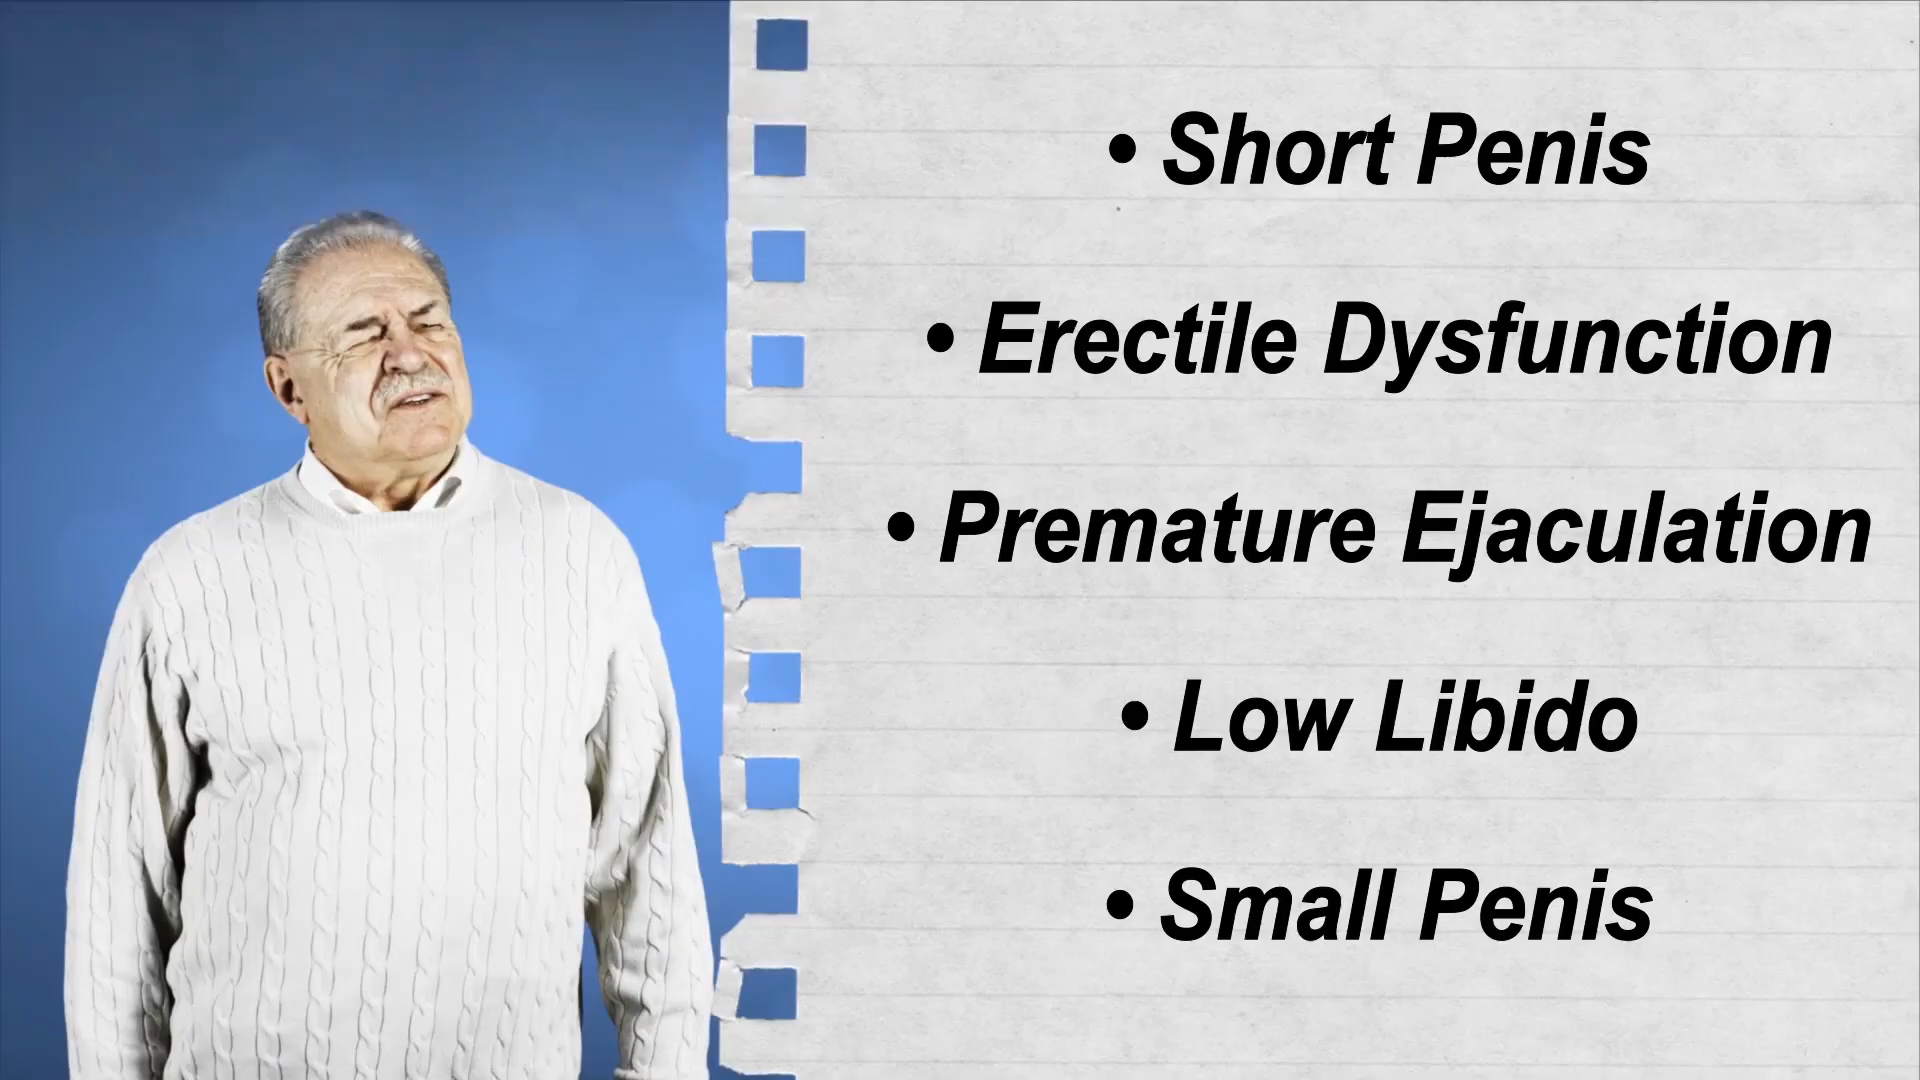 • Short Penis
• Erectile Dysfunction
• Premature Ejaculation
• Low Libido
• Small Penis